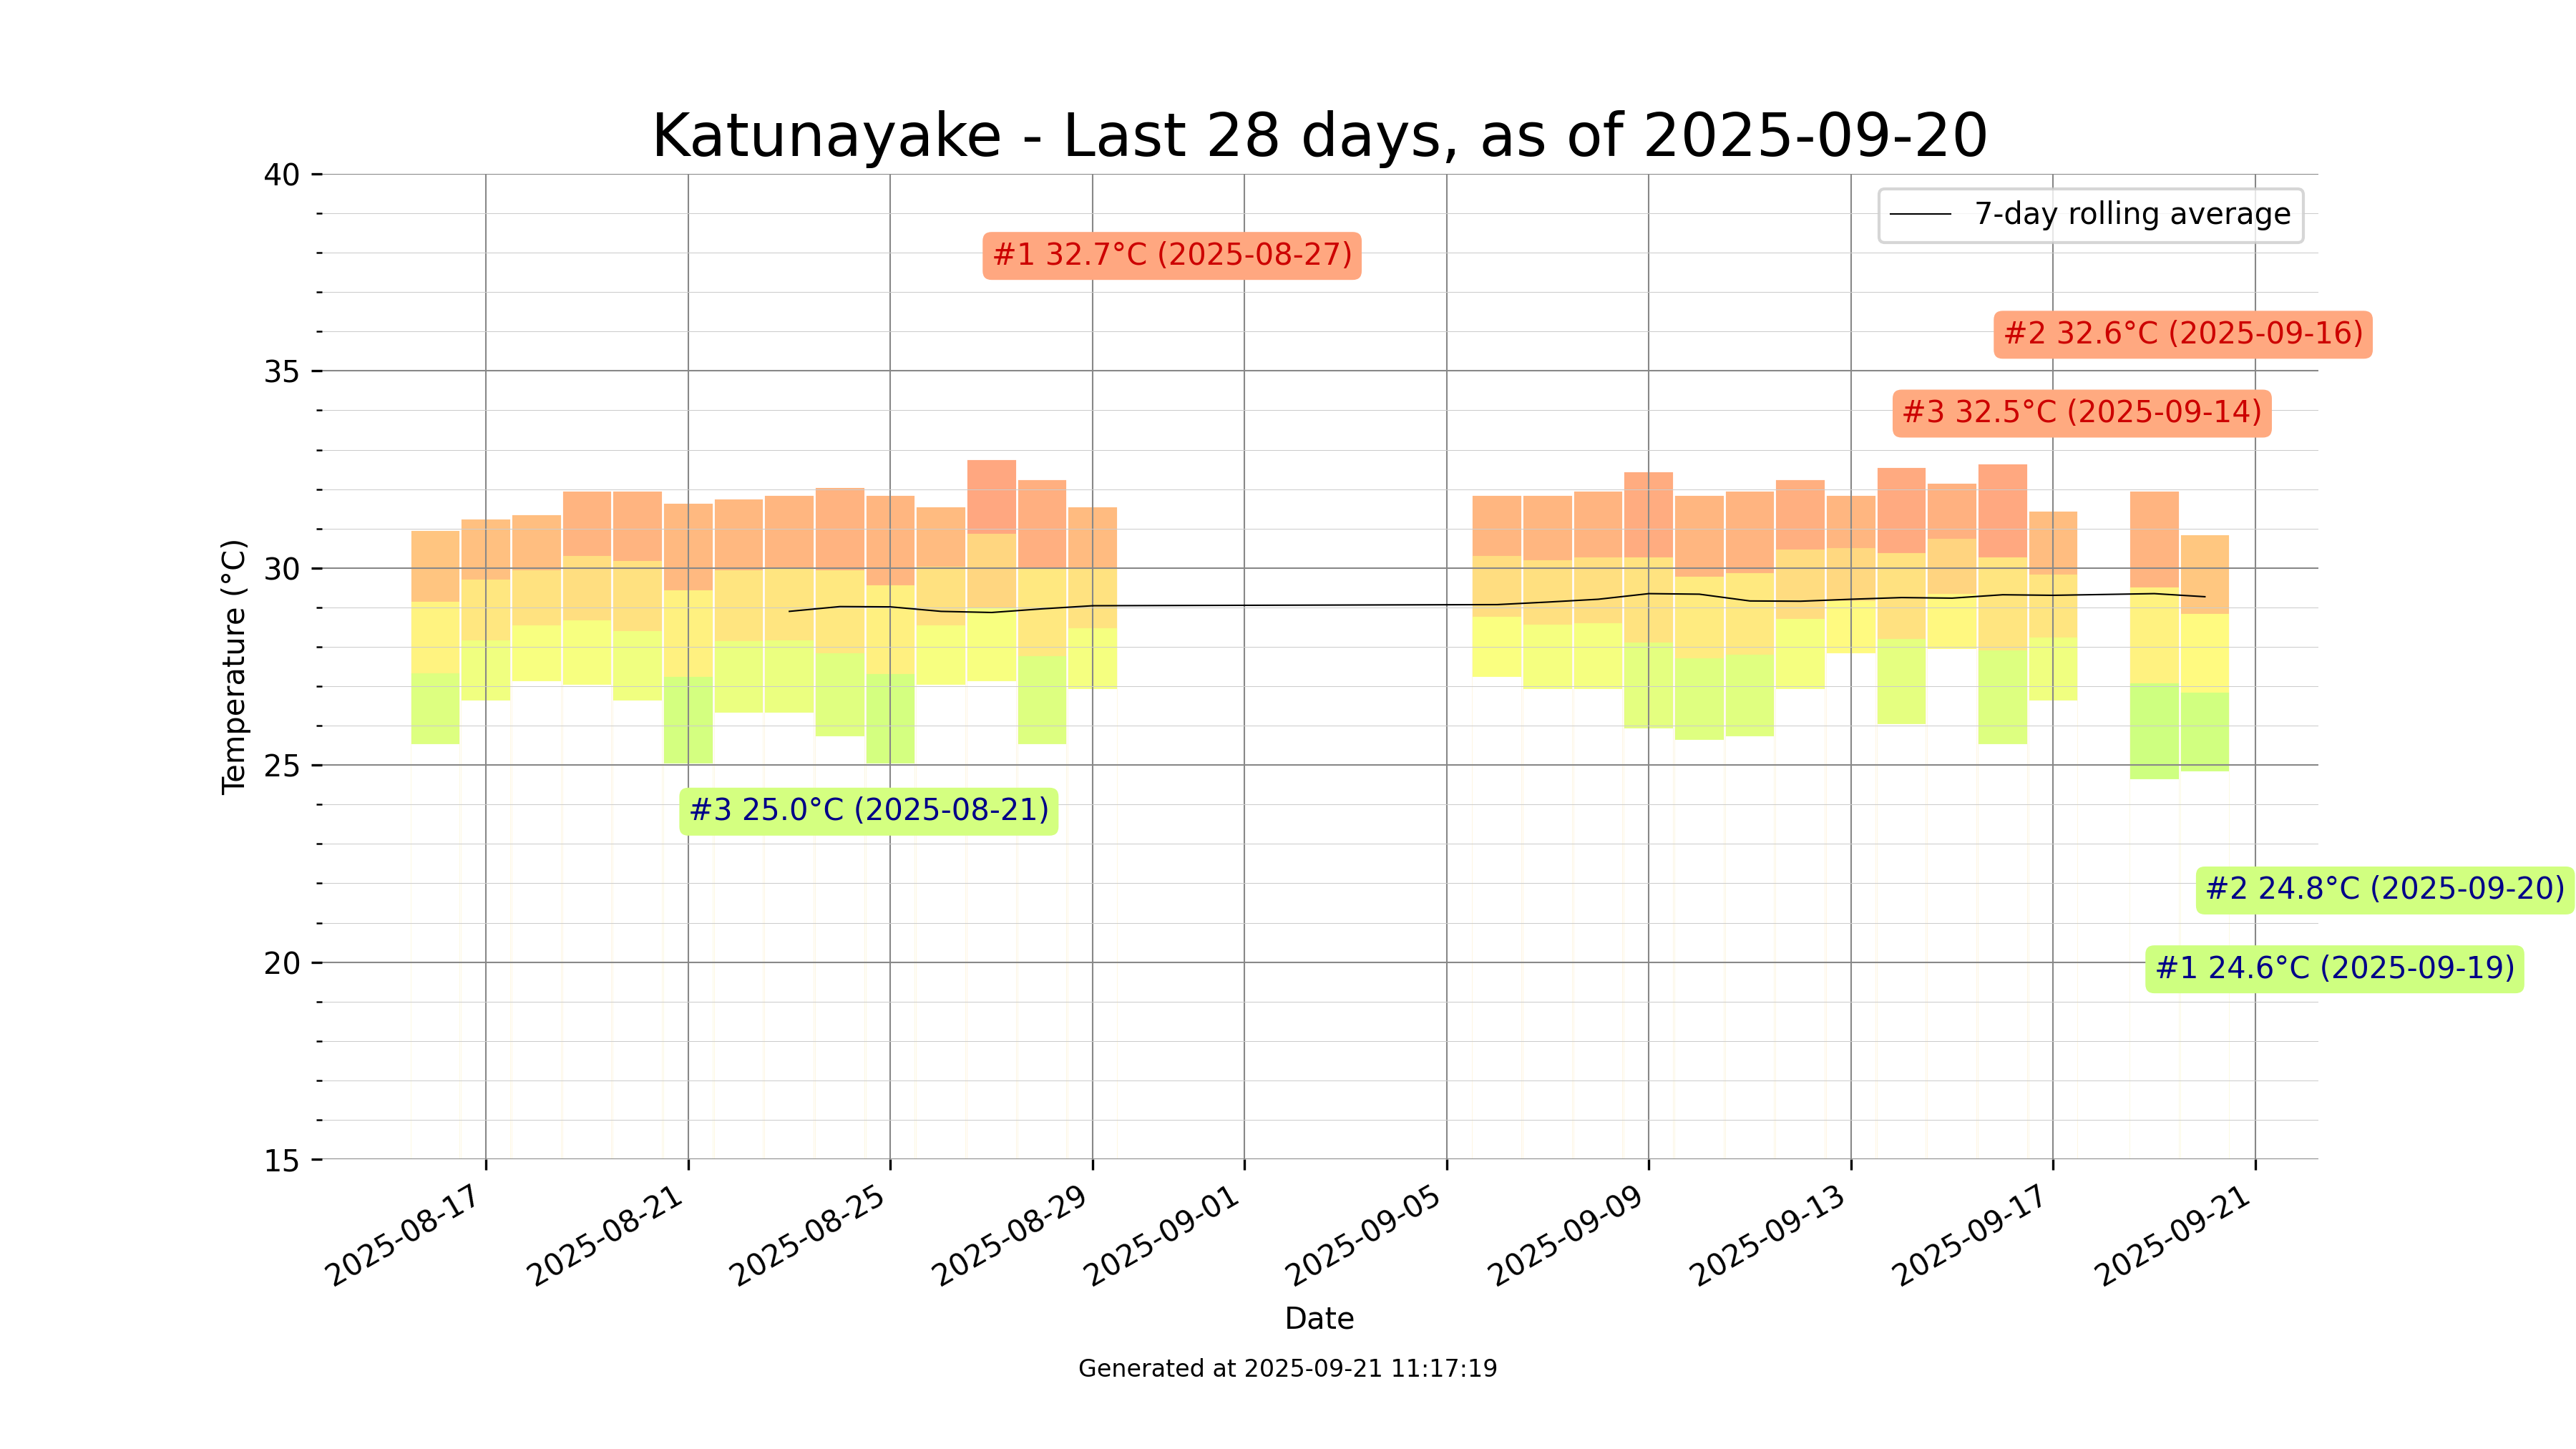 Katunayake - Last 28 days, as of 2025-09-20
40
7-day rolling average
#1 32.7°C (2025-08-27)
#2 32.6°C (2025-09-16)
35
#3 32.5°C (2025-09-14)
30
Temperature (°C)
25
#3 25.0°C (2025-08-21)
#2 24.8°C (2025-09-20)
20
#1 24.6°C (2025-09-19)
15
2025-08-17
2025-08-21
2025-08-25
2025-08-29
2025-09-01
2025-09-05
2025-09-09
2025-09-13
2025-09-17
2025-09-21
Date
Generated at 2025-09-21 11:17:19